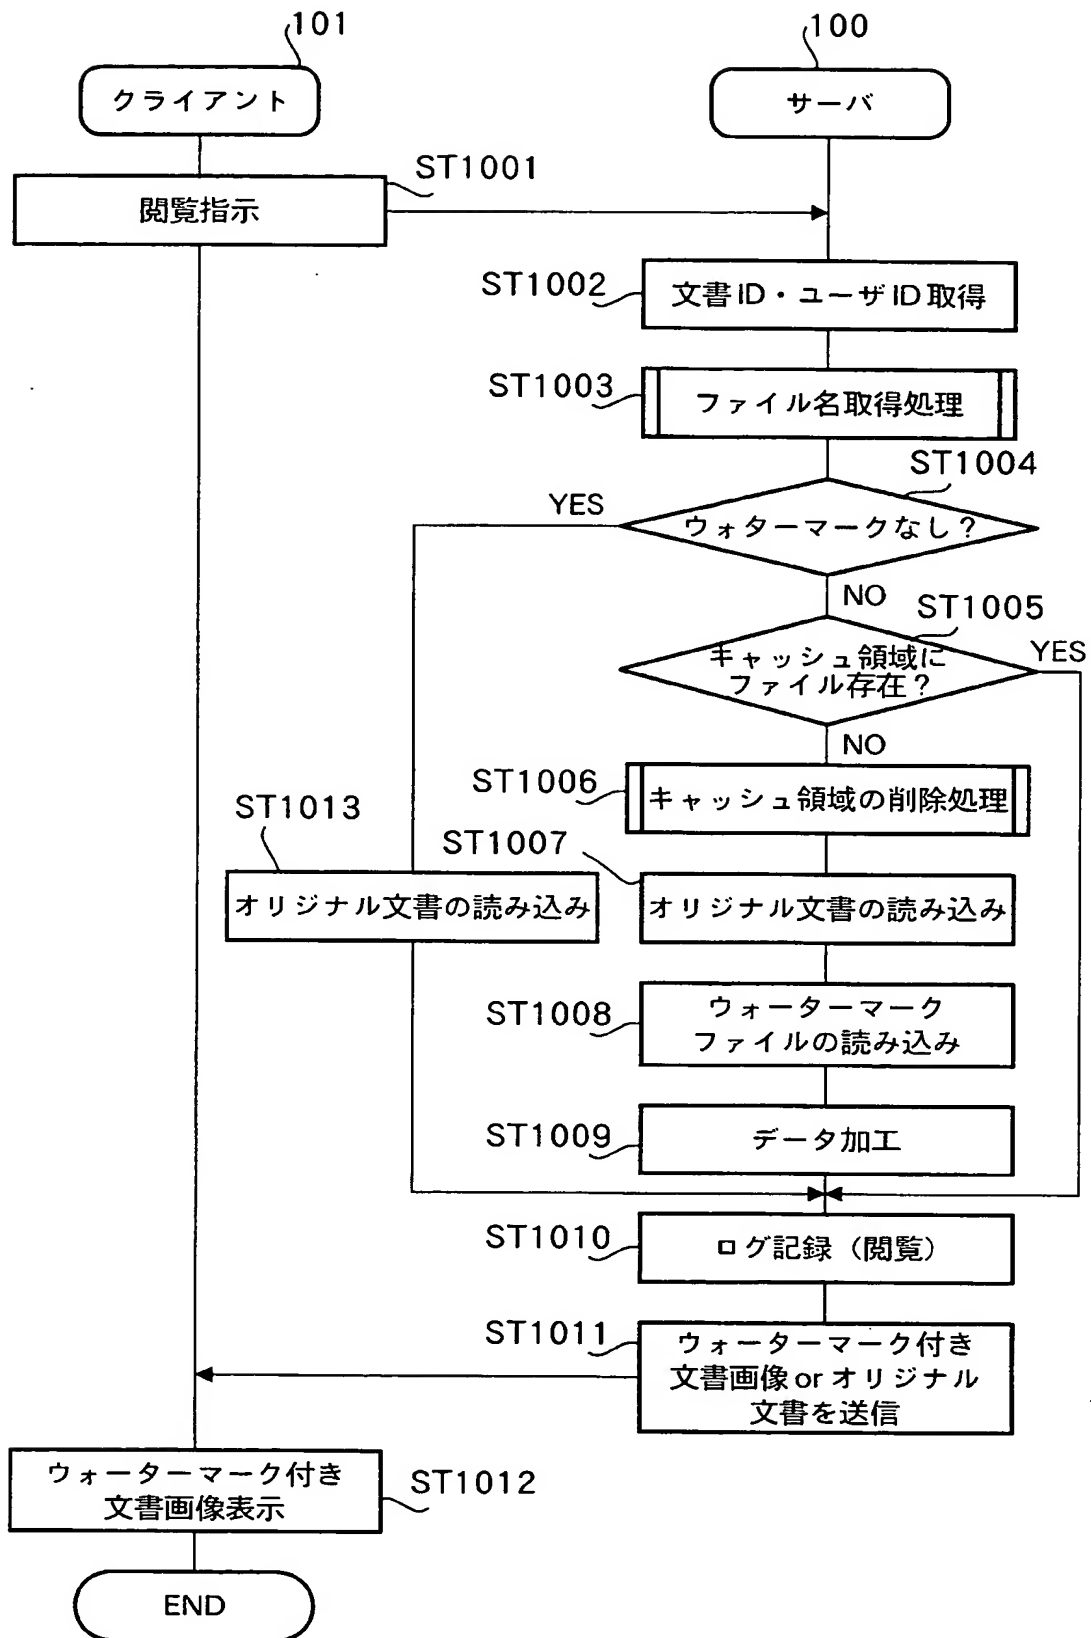 101
100
クライアント
サーバ
ST1001
閲覧指示
ST1002
文書ID・ユーザID取得
ST1003
ファイル名取得処理
ST1004
YES
ウォターマークなし?
NO
ST1005
YES
キャッシュ領域に
ファイル存在?
NO
ST1006
キャッシュ領域の削除処理
ST1013
ST1007
オリジナル文書の読み込み
オリジナル文書の読み込み
ST1008
ウォーターマーク
ファイルの読み込み
ST1009
データ加工
ST1010
ログ記録(閲覧)
ST1011
ウォーターマーク付き
文書画像orオリジナル
文書を送信
ウォーターマーク付き
文書画像表示
ST1012
END